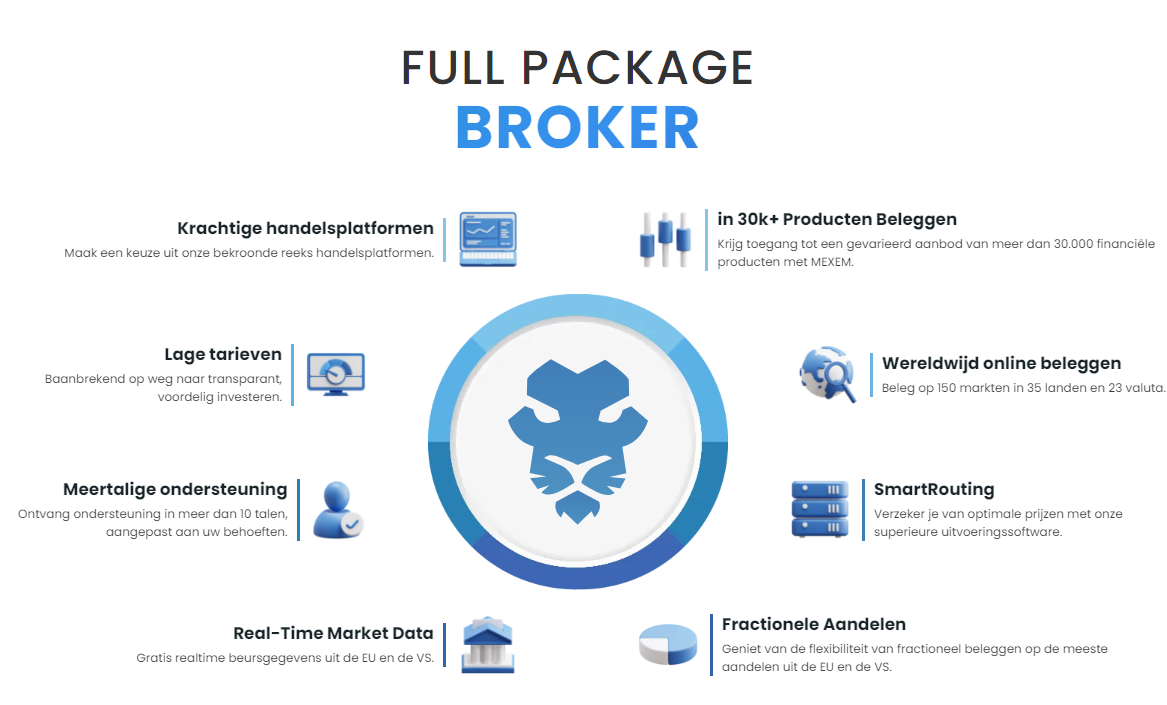 FULL PACKAGE
BROKER
Krachtige handelsplatformen
Maak een keuze uit onze bekroonde reeks handelsplatformen.
in 30k+ Producten Beleggen
Krijg toegang tot een gevarieerd aanbod van meer dan 30.000 financiële
producten met MEXEM.
Lage tarieven
Baanbrekend op weg naar transparant,
voordelig investeren.
Wereldwijd online beleggen
Beleg op 150 markten in 35 landen en 23 valuta.
Meertalige ondersteuning
Ontvang ondersteuning in meer dan 10 talen,
aangepast aan uw behoeften.
SmartRouting
Verzeker je van optimale prijzen met onze
superieure uitvoeringssoftware.
Real-Time Market Data
Gratis realtime beursgegevens uit de EU en de VS.
Fractionele Aandelen
Geniet van de flexibiliteit van fractioneel beleggen op de meeste
aandelen uit de EU en de VS.